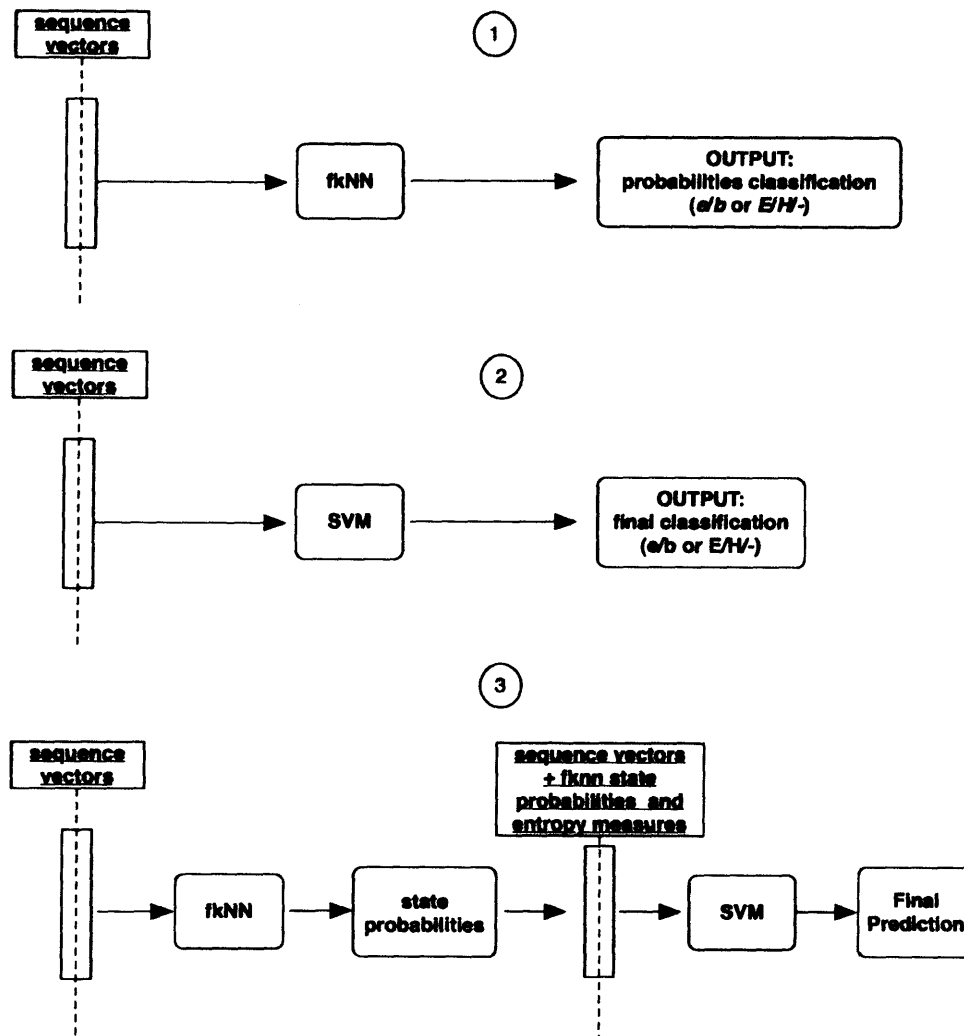 sequence
vectors
1
fkNN
OUTPUT:
probabilities classification
(e/b or E/H/-)
sequence
vectors
2
SVM
OUTPUT:
final classification
(e/b or E/H/-)
3
sequence
vectors
sequence vectors
+ fknn state
probabilities and
entropy measures
fkNN
state
probabilities
SVM
Final
Prediction